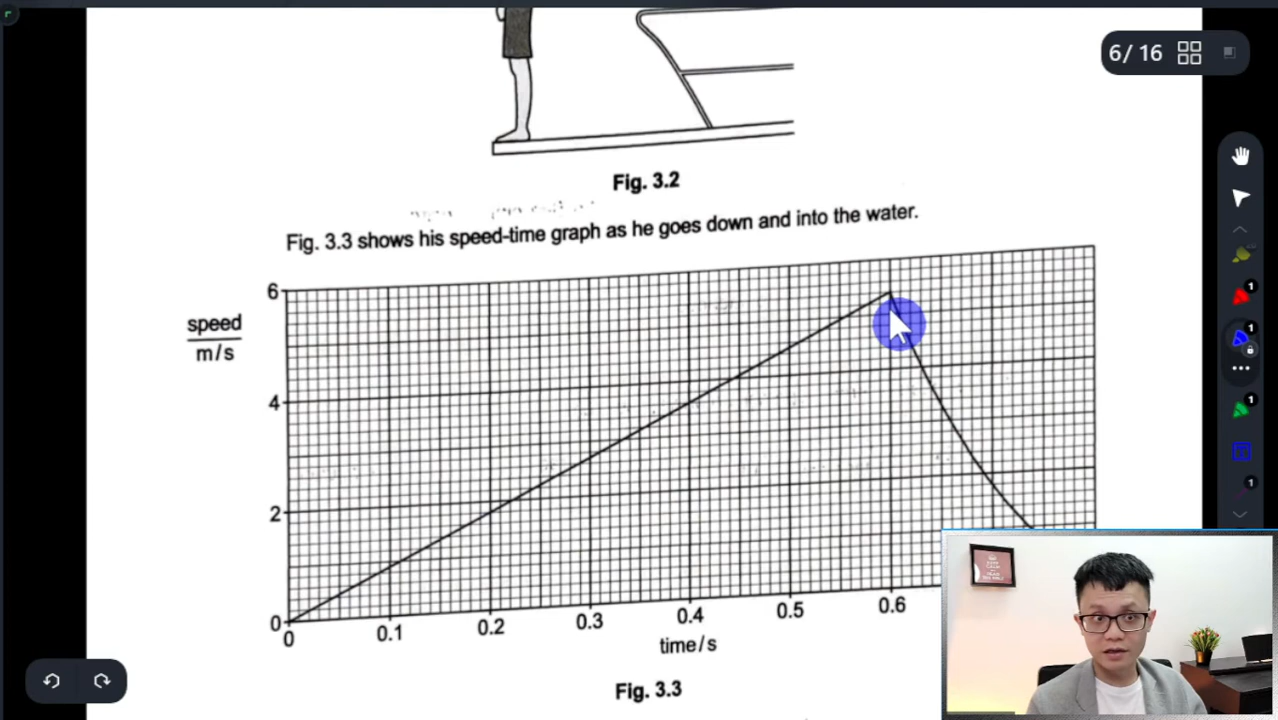 6/ 16
Fig. 3.2
Fig. 3.3 shows his speed-time graph as he goes down and into the water.
6
speed
m/s
4
2
0
0
0.1
0.2
0.3
0.4
0.5
0.6
time/s
Fig. 3.3
1
1
1
1